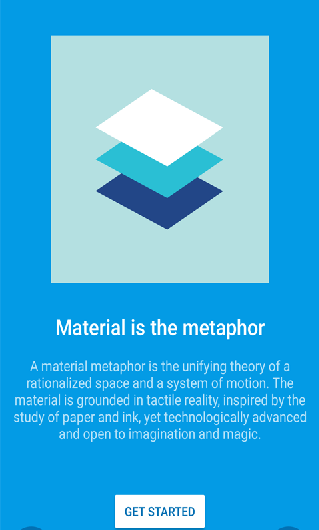 Material is the metaphor
A material metaphor is the unifying theory of a
rationalized space and a system of motion. The
material is grounded in tactile reality, inspired by the
study of paper and ink, yet technologically advanced
and open to imagination and magic.
GET STARTED